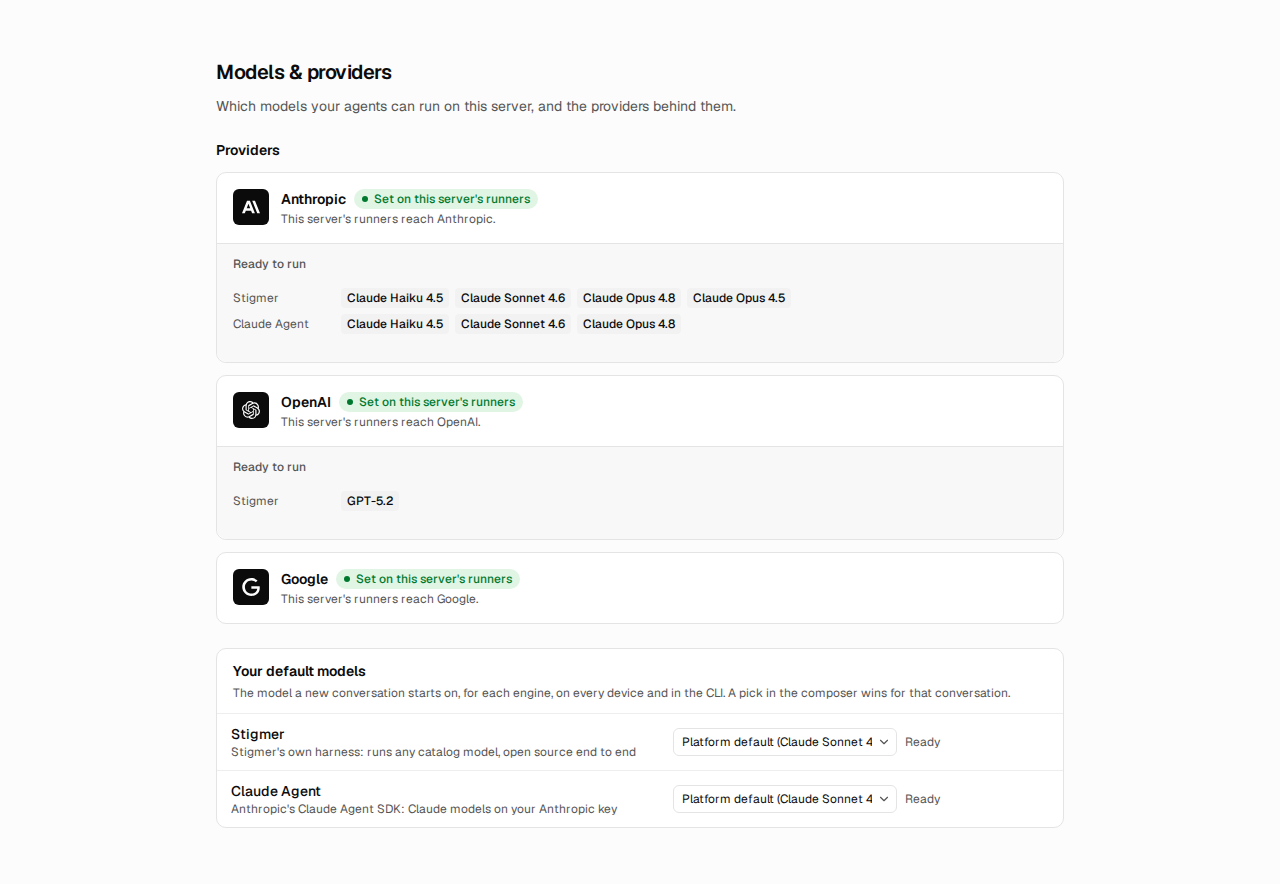 Models & providers
Which models your agents can run on this server, and the providers behind them.
Providers
Anthropic Set on this server's runners
This server's runners reach Anthropic.
Ready to run
Stigmer Claude Haiku 4.5 Claude Sonnet 4.6 Claude Opus 4.8 Claude Opus 4.5
Claude Agent Claude Haiku 4.5 Claude Sonnet 4.6 Claude Opus 4.8
OpenAI Set on this server's runners
This server's runners reach OpenAI.
Ready to run
Stigmer GPT-5.2
Google Set on this server's runners
This server's runners reach Google.
Your default models
The model a new conversation starts on, for each engine, on every device and in the CLI. A pick in the composer wins for that conversation.
Stigmer
Stigmer's own harness: runs any catalog model, open source end to end
Platform default (Claude Sonnet 4 Ready
Claude Agent
Anthropic's Claude Agent SDK: Claude models on your Anthropic key
Platform default (Claude Sonnet 4 Ready